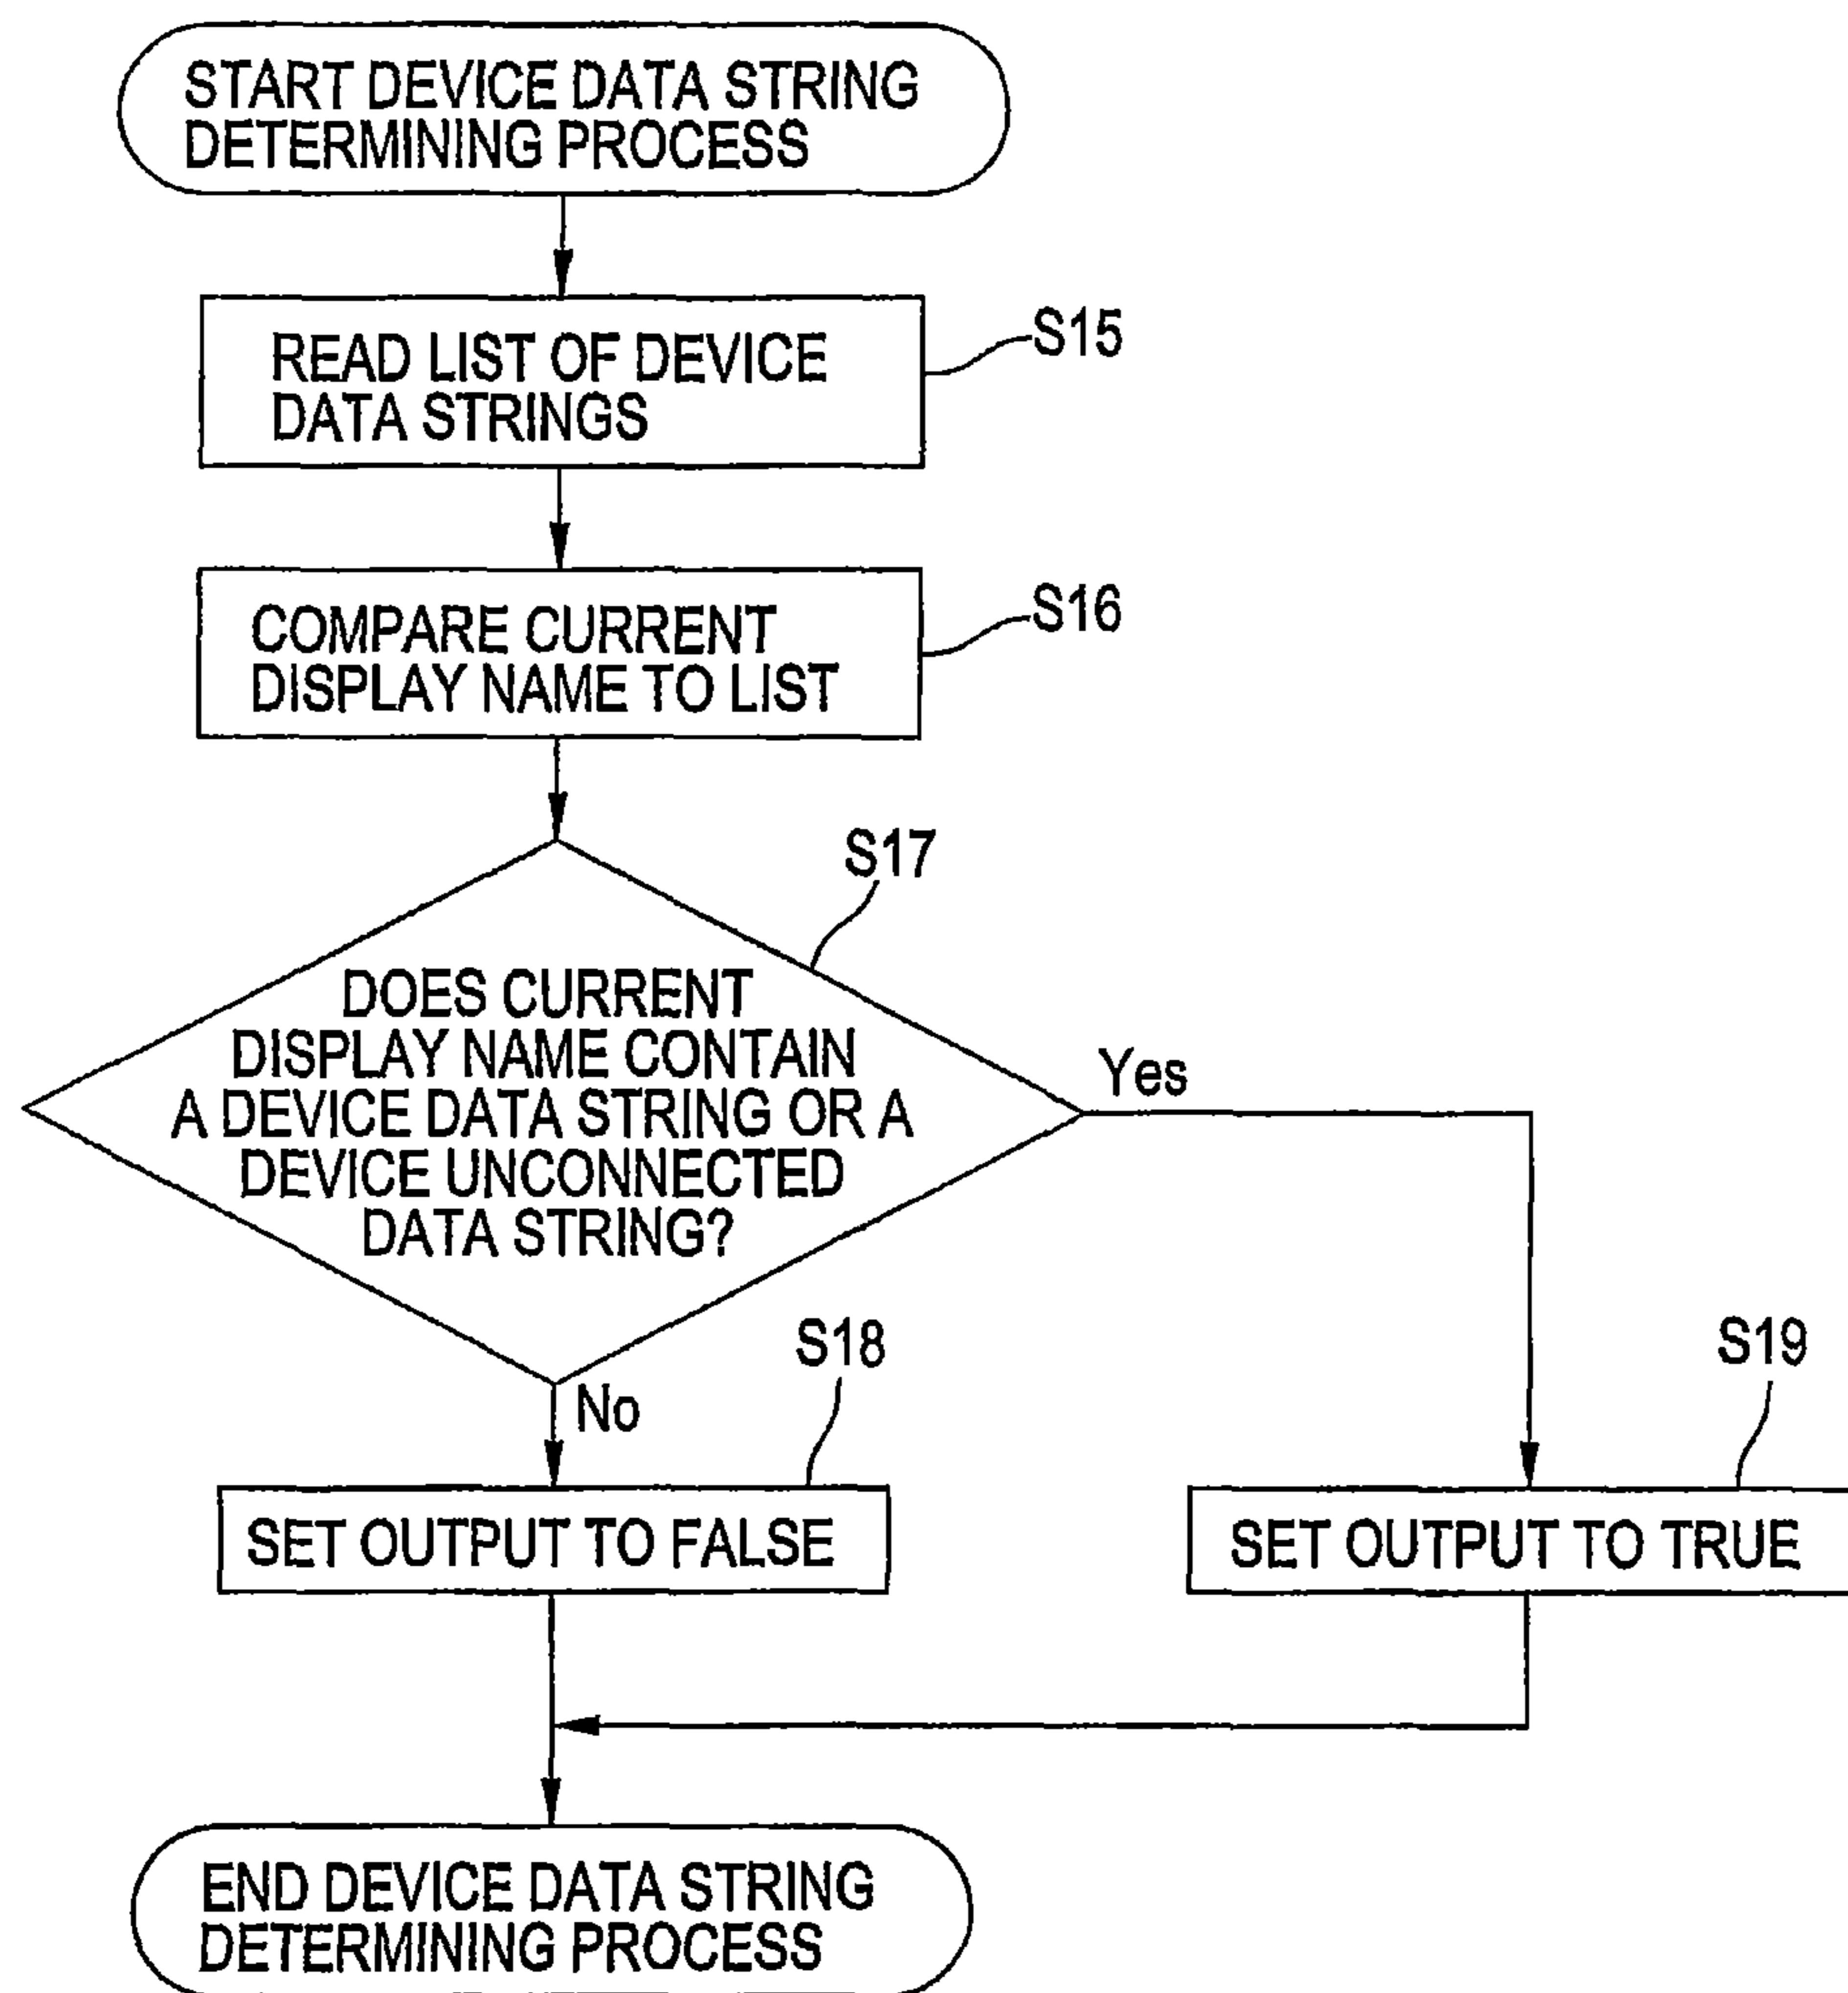 START DEVICE DATA STRING
DETERMINING PROCESS
READ LIST OF DEVICE
DATA STRINGS
S15
COMPARE CURRENT
DISPLAY NAME TO LIST
S16
S17
DOES CURRENT
DISPLAY NAME CONTAIN
A DEVICE DATA STRING OR A
DEVICE UNCONNECTED
DATA STRING?
Yes
No
S18
SET OUTPUT TO FALSE
S19
SET OUTPUT TO TRUE
END DEVICE DATA STRING
DETERMINING PROCESS